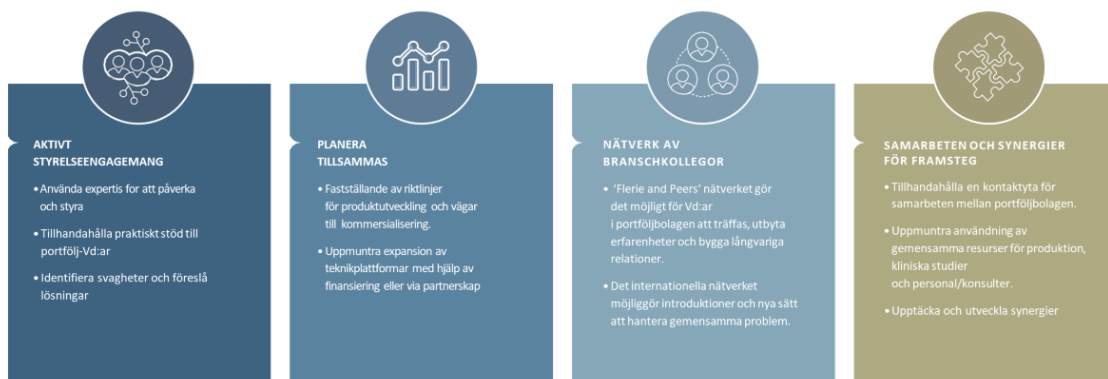 AKTIVT
STYRELSEENGAGEMANG
• Använda expertis for att påverka
och styra
• Tillhandahålla praktiskt stöd till
portfölj-Vd:ar
• Identifiera svagheter och föreslå
lösningar
PLANERA
TILLSAMMAS
• Fastställande av riktlinjer
för produktutveckling och vägar
till kommersialisering.
• Uppmuntra expansion av
teknikplattformar med hjälp av
finansiering eller via partnerskap
NÄTVERK AV
BRANSCHKOLLEGOR
• ‘Flerie and Peers’ nätverket gör
det möjligt för Vd:ar
i portföljbolagen att träffas, utbyta
erfarenheter och bygga långvariga
relationer.
• Det internationella nätverket
möjliggör introduktioner och nya sätt
att hantera gemensamma problem.
SAMARBETEN OCH SYNERGIER
FÖR FRAMSTEG
• Tillhandahålla en kontaktyta för
samarbeten mellan portföljbolagen.
• Uppmuntra användning av
gemensamma resurser för produktion,
kliniska studier
och personal/konsulter.
• Upptäcka och utveckla synergier